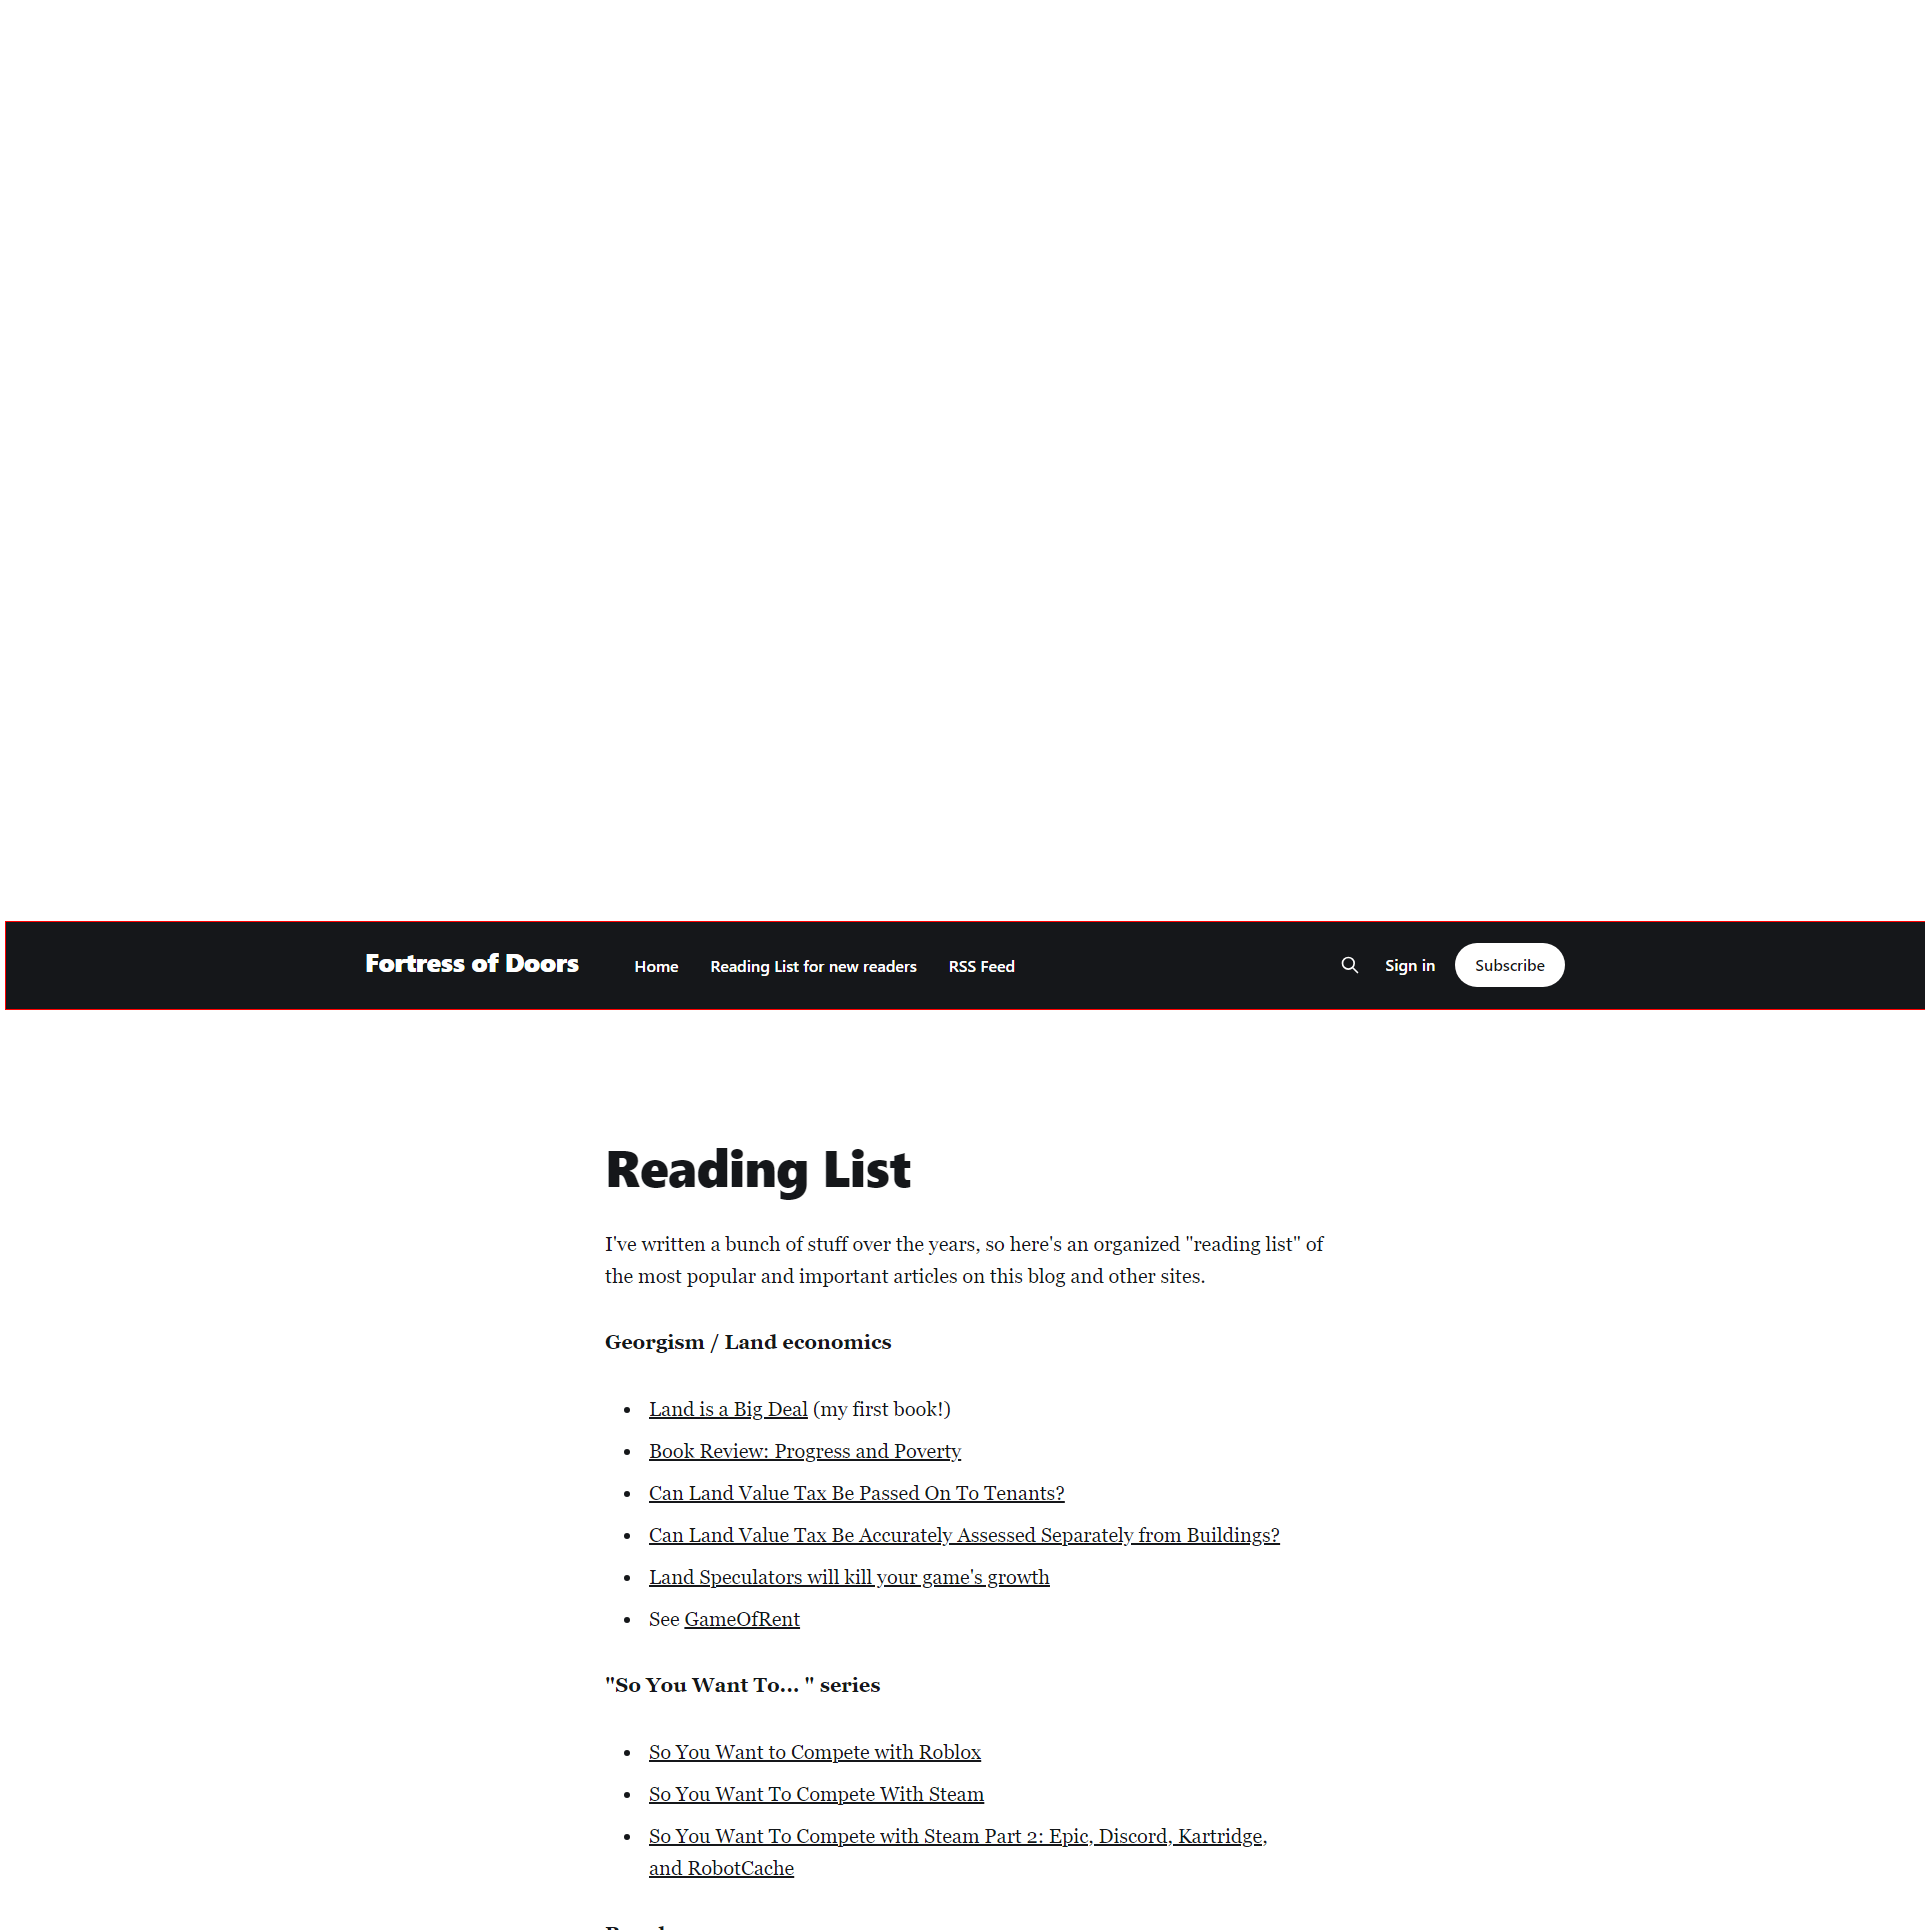 Fortress of Doors
Home
Reading List for new readers
RSS Feed
Sign in
Subscribe
Reading List
I've written a bunch of stuff over the years, so here's an organized "reading list" of
the most popular and important articles on this blog and other sites.
Georgism / Land economics
Land is a Big Deal (my first book!)
Book Review: Progress and Poverty
Can Land Value Tax Be Passed On To Tenants?
Can Land Value Tax Be Accurately Assessed Separately from Buildings?
Land Speculators will kill your game's growth
See GameOfRent
"So You Want To... " series
So You Want to Compete with Roblox
So You Want To Compete With Steam
So You Want To Compete with Steam Part 2: Epic, Discord, Kartridge,
and RobotCache